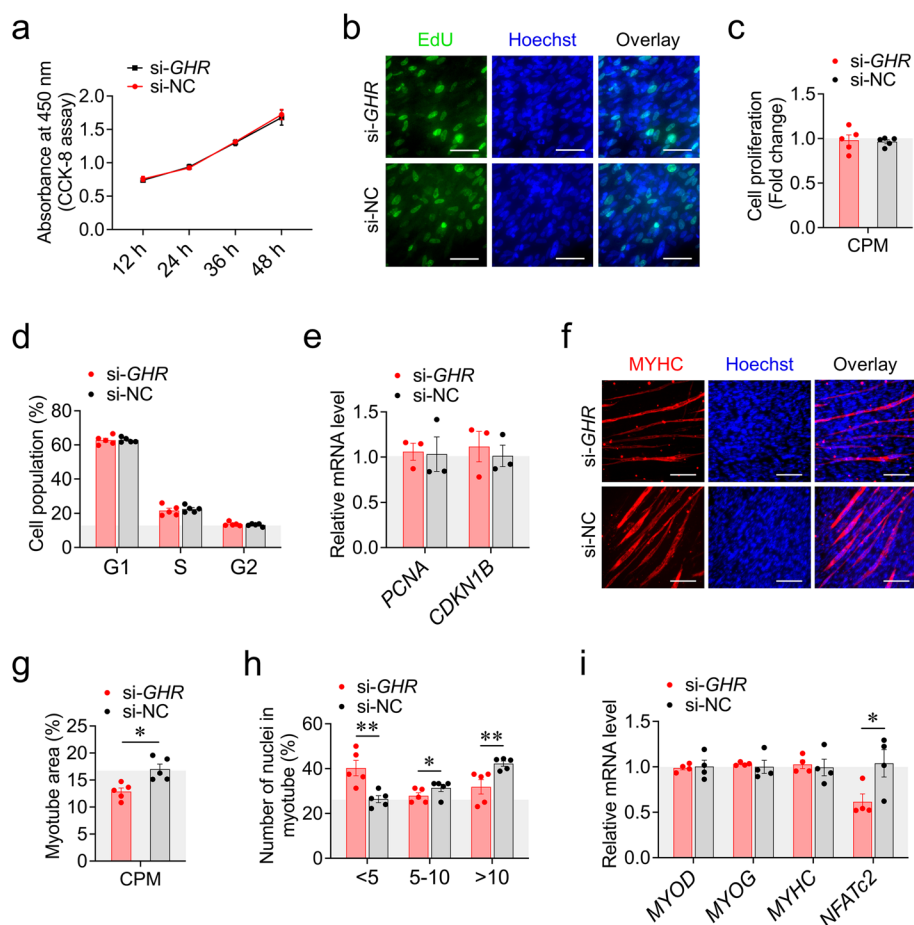 a
si-GHR
si-NC
Absorbance at 450 nm
(CCK-8 assay)
2.0
1.5
1.0
0.5
0.0
12 h
24 h
36 h
48 h
b
EdU
Hoechst
Overlay
si-GHR
si-NC
c
si-GHR
si-NC
Cell proliferation
(Fold change)
1.5
1.0
0.5
0.0
CPM
d
si-GHR
si-NC
Cell population (%)
80
60
40
20
0
G1
S
G2
e
si-GHR
si-NC
Relative mRNA level
1.5
1.0
0.5
0.0
PCNA
CDKN1B
f
MYHC
Hoechst
Overlay
si-GHR
si-NC
g
si-GHR
si-NC
Myotube area (%)
25
20
15
10
5
0
*
CPM
h
si-GHR
si-NC
Number of nuclei in
myotube (%)
60
40
20
0
**
*
**
<5
5-10
>10
i
si-GHR
si-NC
Relative mRNA level
1.5
1.0
0.5
0.0
*
MYOD
MYOG
MYHC
NFATc2